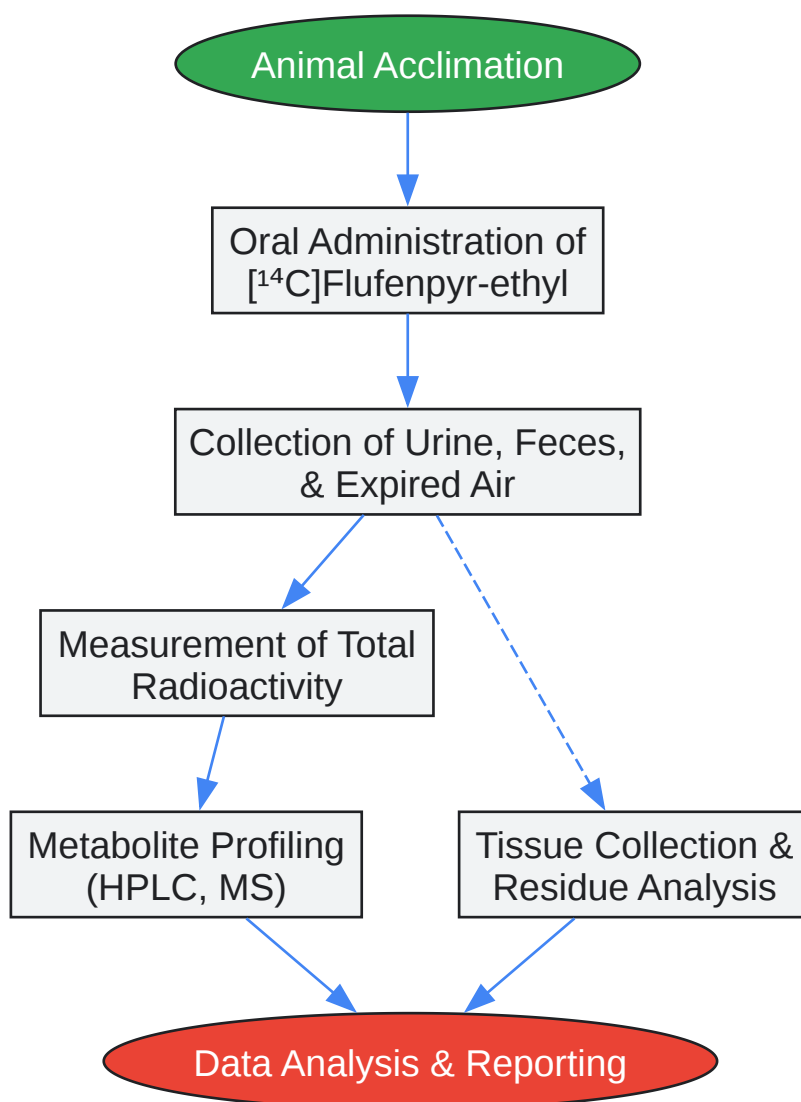 Animal Acclimation
Oral Administration of
[¹⁴C]Flufenpyr-ethyl
Collection of Urine, Feces,
& Expired Air
Measurement of Total
Radioactivity
Metabolite Profiling
(HPLC, MS)
Tissue Collection &
Residue Analysis
Data Analysis & Reporting